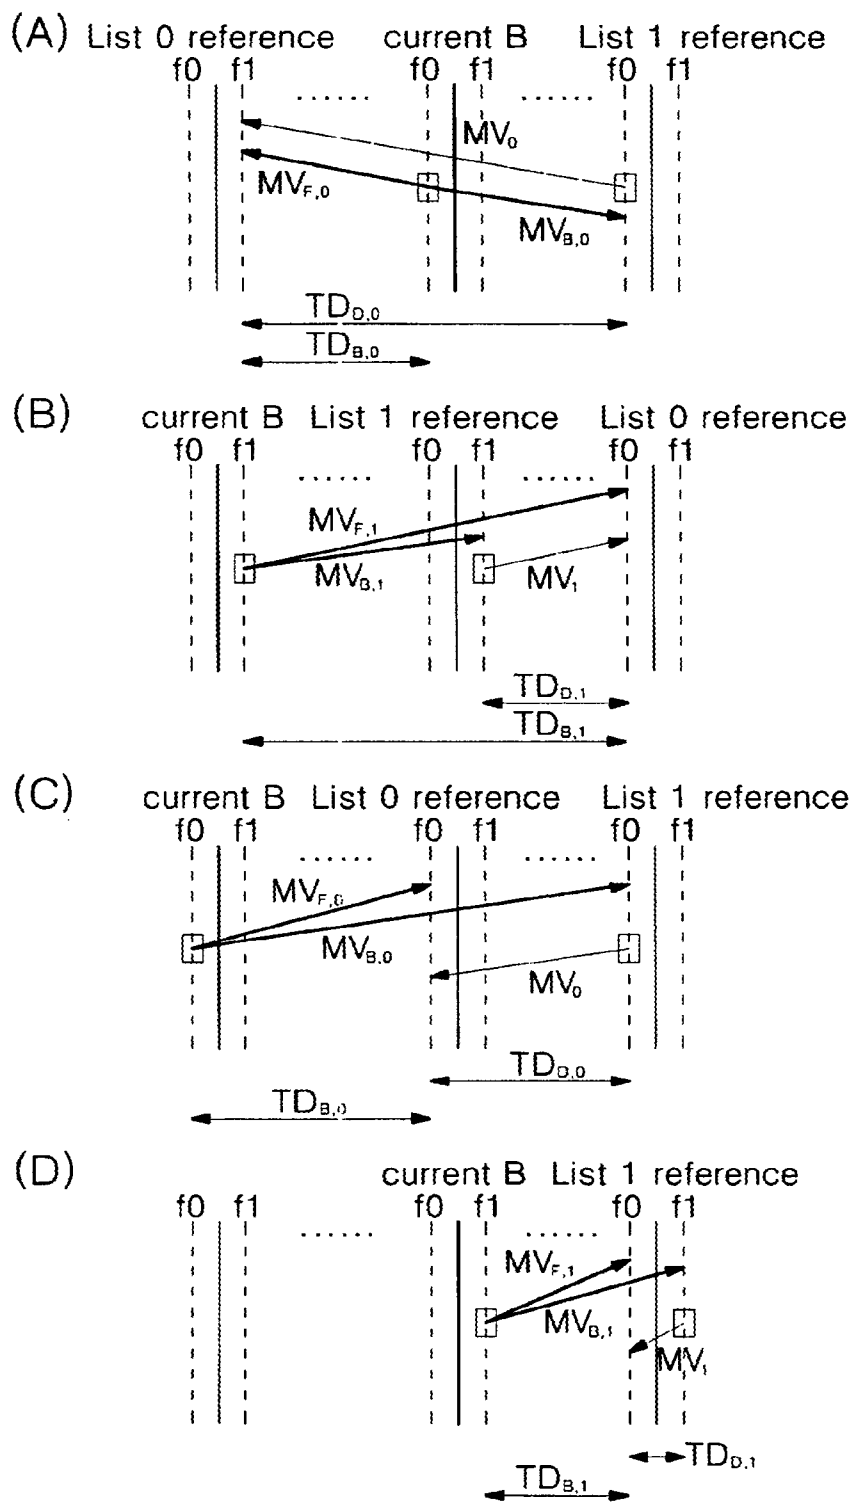 (A) List 0 reference current B List 1 reference
f0 f1 f0 f1 f0 f1
........ ........
MV0
MVF,0
MVB,0
TDD,0
TDB,0
(B) current B List 1 reference List 0 reference
f0 f1 f0 f1 f0 f1
........ ........
MVF,1
MVB,1 MV1
TDD,1
TDB,1
(C) current B List 0 reference List 1 reference
f0 f1 f0 f1 f0 f1
........ ........
MVF,0
MVB,0
MV0
TDD,0
TDB,0
(D) current B List 1 reference
f0 f1 f0 f1 f0 f1
........ ........
MVF,1
MVB,1
MV1
TDD,1
TDB,1